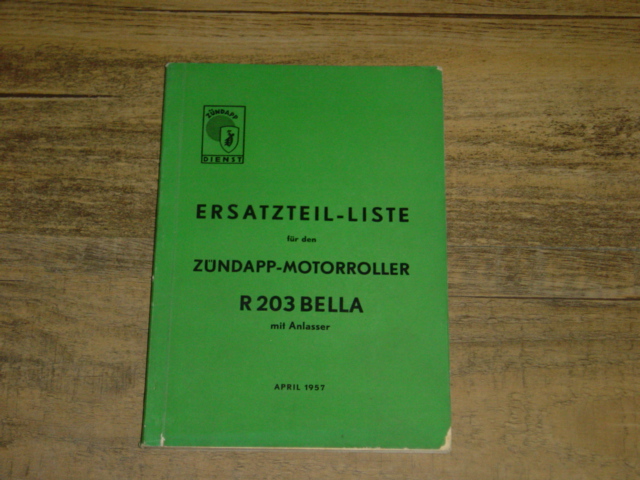 ZÜNDAPP
DIENST
ERSATZTEIL-LISTE
für den
ZÜNDAPP-MOTORROLLER
R 203 BELLA
mit Anlasser
APRIL 1957